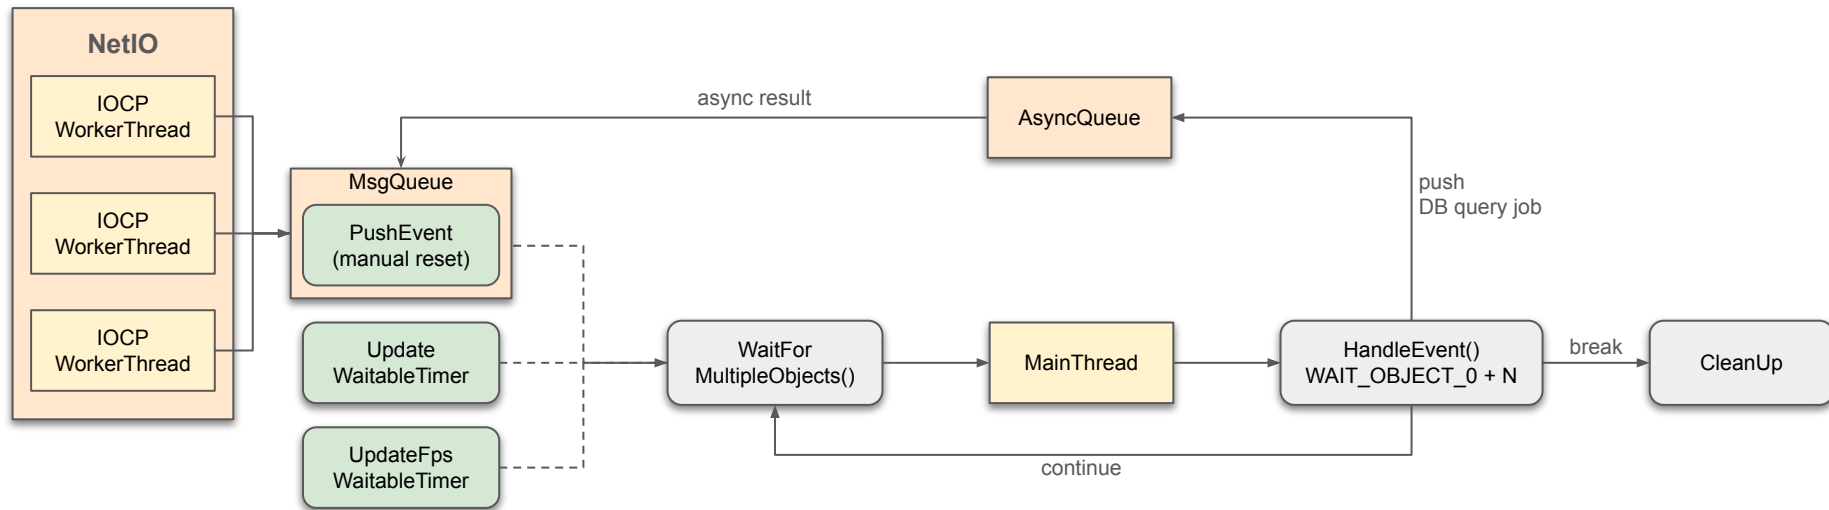 NetIO
IOCP
WorkerThread
IOCP
WorkerThread
IOCP
WorkerThread
async result
AsyncQueue
MsgQueue
PushEvent
(manual reset)
push
DB query job
Update
WaitableTimer
UpdateFps
WaitableTimer
WaitFor
MultipleObjects()
MainThread
HandleEvent()
WAIT_OBJECT_0 + N
break
CleanUp
continue